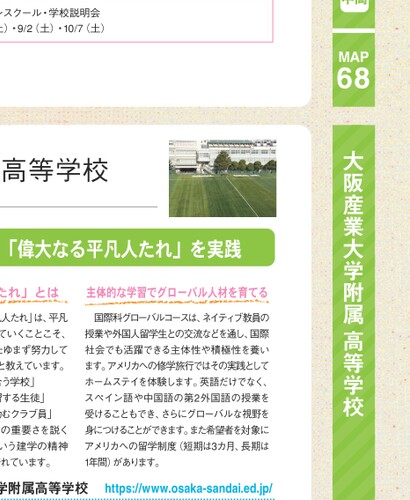 スクール・学校説明会
・9/2（土）・10/7（土）
MAP
68
大阪産業大学附属 高等学校
高等学校
「偉大なる平凡人たれ」を実践
たれ」とは
人たれ」は、平凡
ていくことこそ、
たゆまず努力して
と教えています。
う学校」
する生徒」
むクラブ員」
の重要さを説く
いう建学の精神
れています。
主体的な学習でグローバル人材を育てる
国際科グローバルコースは、ネイティブ教員の
授業や外国人留学生との交流などを通し、国際
社会でも活躍できる主体性や積極性を養い
ます。アメリカへの修学旅行ではその実践として
ホームステイを体験します。英語だけでなく、
スペイン語や中国語の第2外国語の授業を
受けることもでき、さらにグローバルな視野を
身につけることができます。また希望者を対象に
アメリカへの留学制度（短期は3カ月、長期は
1年間）があります。
学附属高等学校 https://www.osaka-sandai.ed.jp/